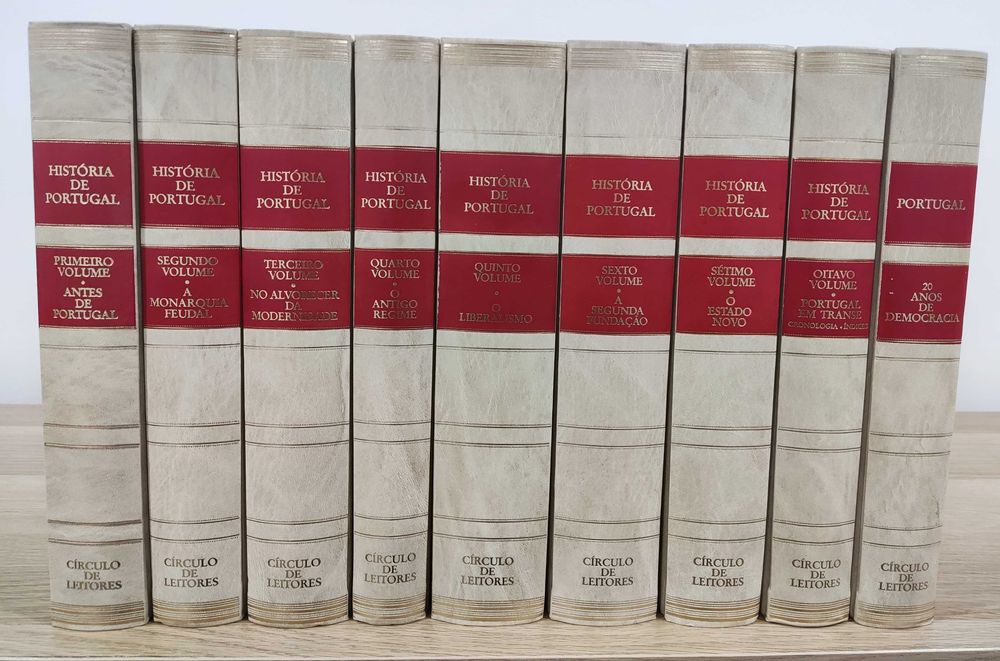 HISTÓRIA
DE
PORTUGAL
PRIMEIRO
VOLUME
•
ANTES
DE
PORTUGAL
CÍRCULO
DE
LEITORES
HISTÓRIA
DE
PORTUGAL
SEGUNDO
VOLUME
•
A
MONARQUIA
FEUDAL
CÍRCULO
DE
LEITORES
HISTÓRIA
DE
PORTUGAL
TERCEIRO
VOLUME
•
NO ALVORECER
DA
MODERNIDADE
CÍRCULO
DE
LEITORES
HISTÓRIA
DE
PORTUGAL
QUARTO
VOLUME
•
O
ANTIGO
REGIME
CÍRCULO
DE
LEITORES
HISTÓRIA
DE
PORTUGAL
QUINTO
VOLUME
•
O
LIBERALISMO
CÍRCULO
DE
LEITORES
HISTÓRIA
DE
PORTUGAL
SEXTO
VOLUME
•
A
SEGUNDA
FUNDAÇÃO
CÍRCULO
DE
LEITORES
HISTÓRIA
DE
PORTUGAL
SÉTIMO
VOLUME
•
O
ESTADO
NOVO
CÍRCULO
DE
LEITORES
HISTÓRIA
DE
PORTUGAL
OITAVO
VOLUME
•
PORTUGAL
EM TRANSE
CRONOLOGIA • ÍNDICES
CÍRCULO
DE
LEITORES
PORTUGAL
20
ANOS
DE
DEMOCRACIA
CÍRCULO
DE
LEITORES